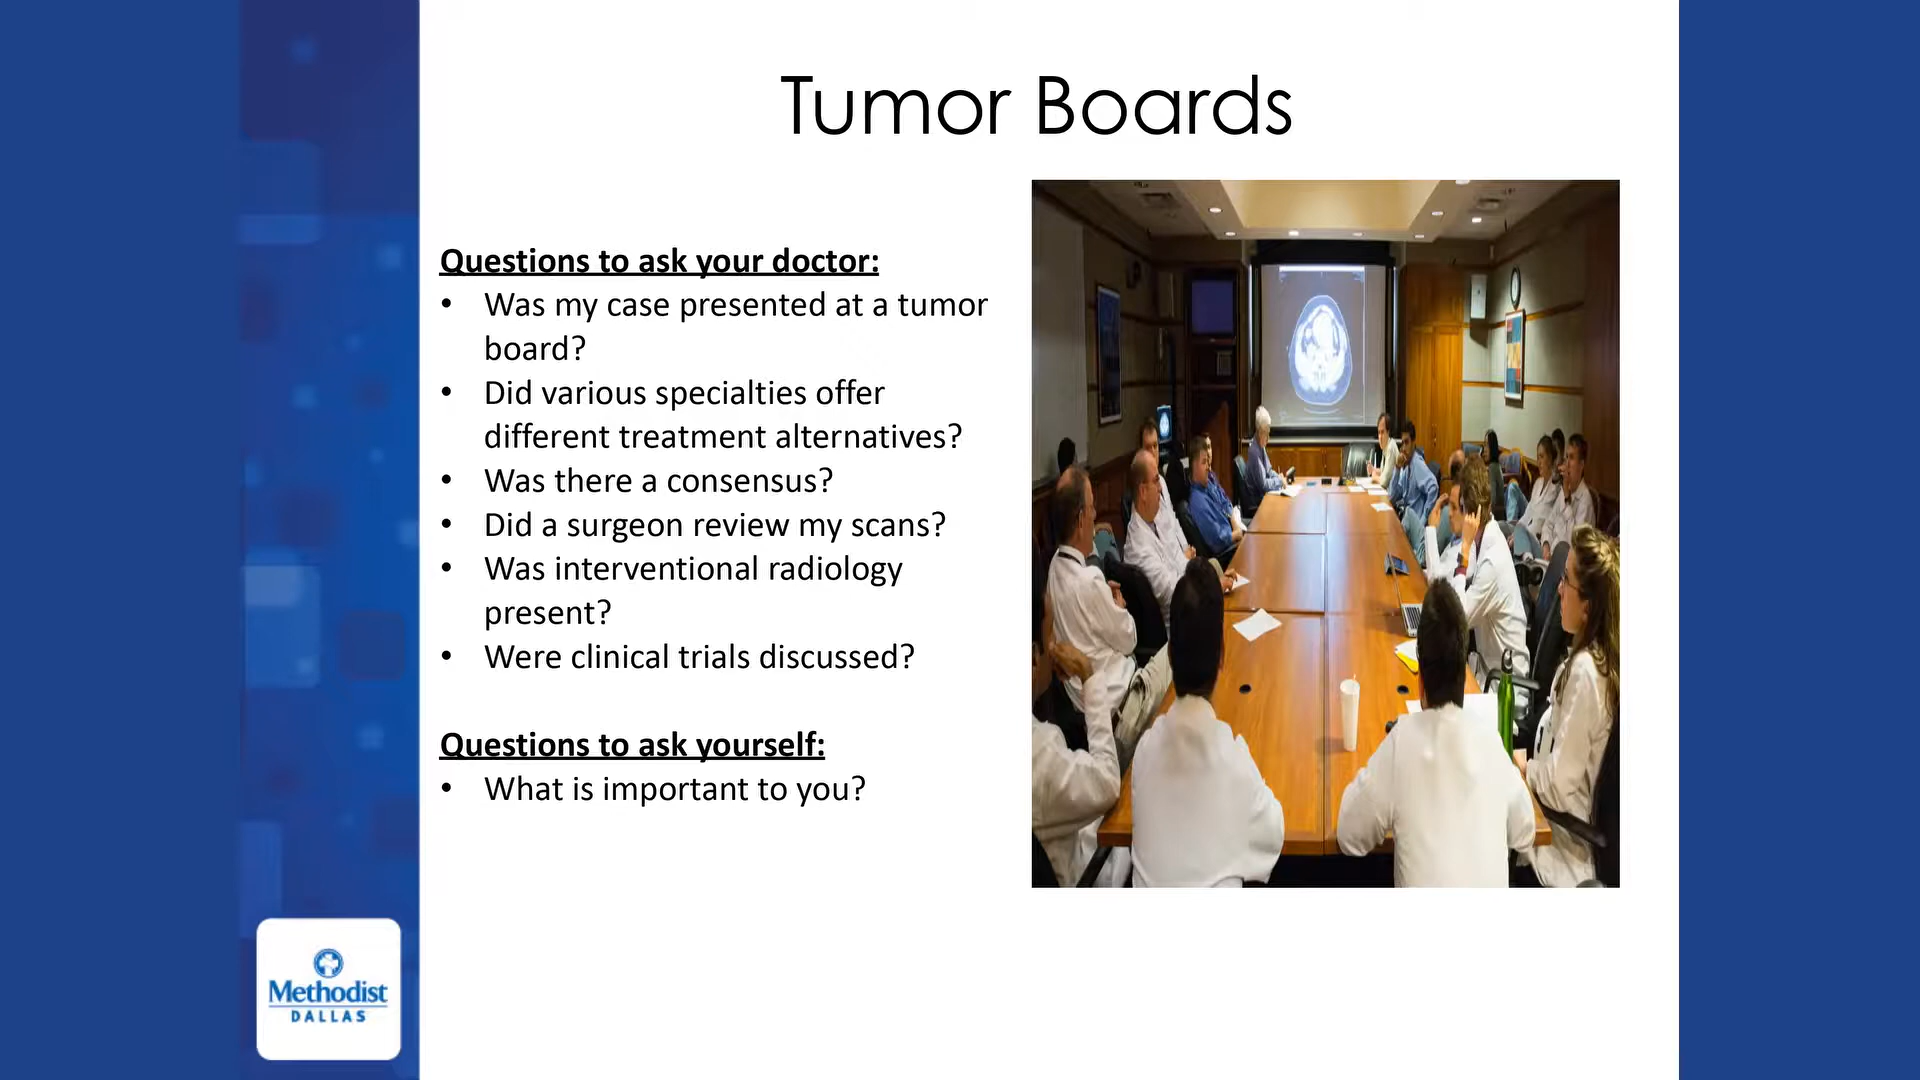 Tumor Boards
Questions to ask your doctor:
• Was my case presented at a tumor
board?
• Did various specialties offer
different treatment alternatives?
• Was there a consensus?
• Did a surgeon review my scans?
• Was interventional radiology
present?
• Were clinical trials discussed?
Questions to ask yourself:
• What is important to you?
Methodist
DALLAS